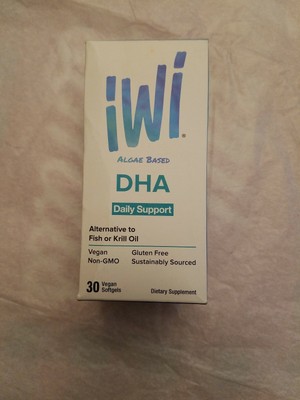 iwi®
ALGAE BASED
DHA
Daily Support
Alternative to
Fish or Krill Oil
Vegan Gluten Free
Non-GMO Sustainably Sourced
30 Vegan
Softgels
Dietary Supplement